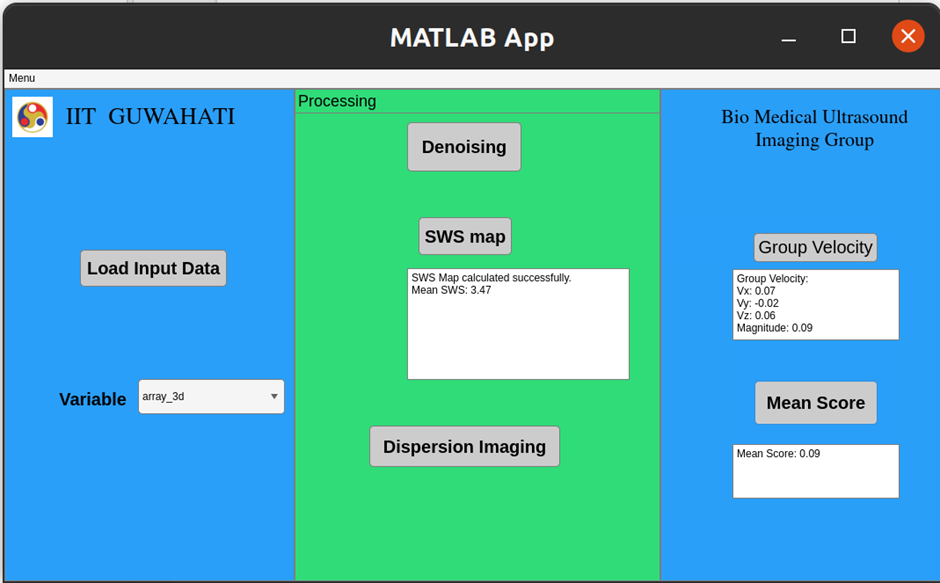 MATLAB App
Menu
IIT GUWAHATI
Load Input Data
Variable
array_3d
Processing
Denoising
SWS map
SWS Map calculated successfully.
Mean SWS: 3.47
Dispersion Imaging
Bio Medical Ultrasound
Imaging Group
Group Velocity
Group Velocity:
Vx: 0.07
Vy: -0.02
Vz: 0.06
Magnitude: 0.09
Mean Score
Mean Score: 0.09